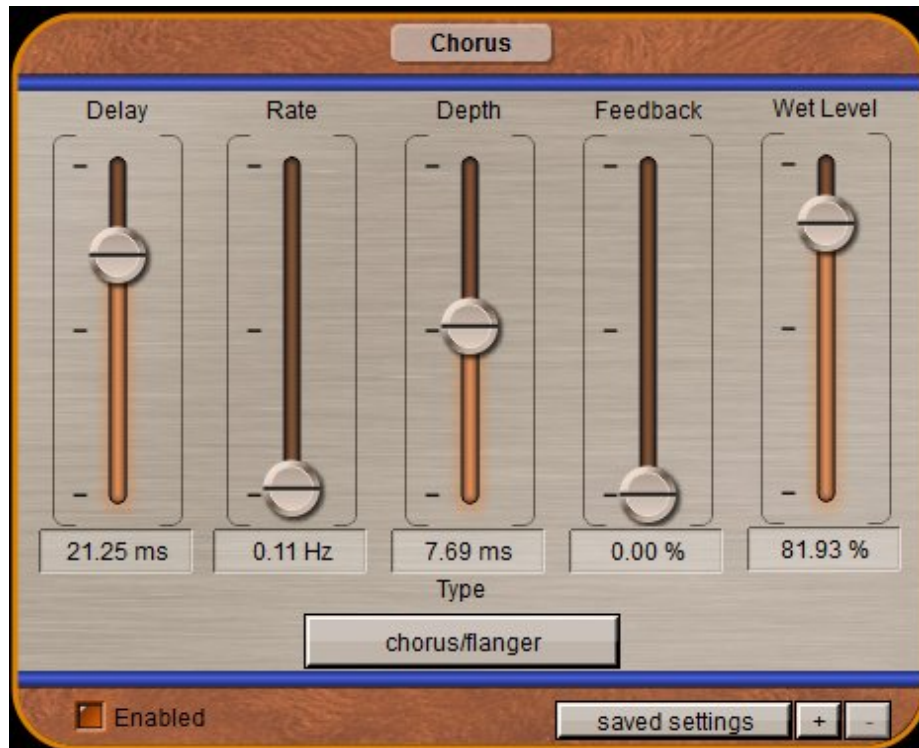 Chorus
Delay Rate Depth Feedback Wet Level
21.25 ms 0.11 Hz 7.69 ms 0.00 % 81.93 %
Type
chorus/flanger
Enabled saved settings + -